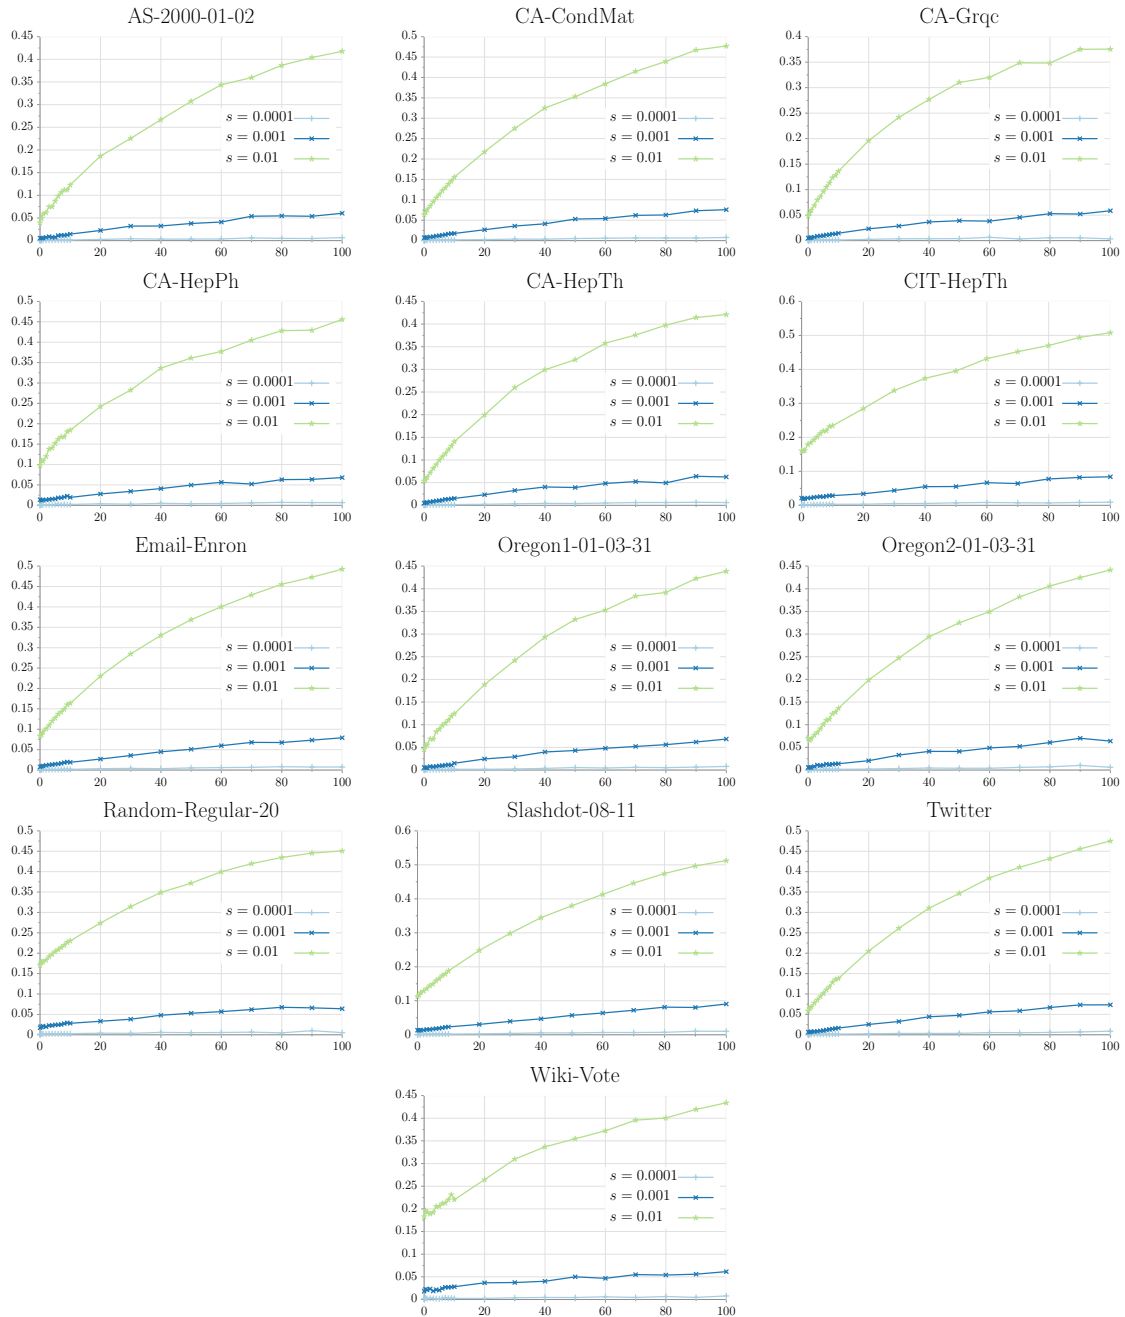 AS-2000-01-02
0.45
0.4
0.35
0.3
0.25
0.2
0.15
0.1
0.05
0
0 20 40 60 80 100
s = 0.0001
s = 0.001
s = 0.01
CA-CondMat
0.5
0.45
0.4
0.35
0.3
0.25
0.2
0.15
0.1
0.05
0
0 20 40 60 80 100
s = 0.0001
s = 0.001
s = 0.01
CA-Grqc
0.4
0.35
0.3
0.25
0.2
0.15
0.1
0.05
0
0 20 40 60 80 100
s = 0.0001
s = 0.001
s = 0.01
CA-HepPh
0.5
0.45
0.4
0.35
0.3
0.25
0.2
0.15
0.1
0.05
0
0 20 40 60 80 100
s = 0.0001
s = 0.001
s = 0.01
CA-HepTh
0.45
0.4
0.35
0.3
0.25
0.2
0.15
0.1
0.05
0
0 20 40 60 80 100
s = 0.0001
s = 0.001
s = 0.01
CIT-HepTh
0.6
0.5
0.4
0.3
0.2
0.1
0
0 20 40 60 80 100
s = 0.0001
s = 0.001
s = 0.01
Email-Enron
0.5
0.45
0.4
0.35
0.3
0.25
0.2
0.15
0.1
0.05
0
0 20 40 60 80 100
s = 0.0001
s = 0.001
s = 0.01
Oregon1-01-03-31
0.45
0.4
0.35
0.3
0.25
0.2
0.15
0.1
0.05
0
0 20 40 60 80 100
s = 0.0001
s = 0.001
s = 0.01
Oregon2-01-03-31
0.45
0.4
0.35
0.3
0.25
0.2
0.15
0.1
0.05
0
0 20 40 60 80 100
s = 0.0001
s = 0.001
s = 0.01
Random-Regular-20
0.5
0.45
0.4
0.35
0.3
0.25
0.2
0.15
0.1
0.05
0
0 20 40 60 80 100
s = 0.0001
s = 0.001
s = 0.01
Slashdot-08-11
0.6
0.5
0.4
0.3
0.2
0.1
0
0 20 40 60 80 100
s = 0.0001
s = 0.001
s = 0.01
Twitter
0.5
0.45
0.4
0.35
0.3
0.25
0.2
0.15
0.1
0.05
0
0 20 40 60 80 100
s = 0.0001
s = 0.001
s = 0.01
Wiki-Vote
0.45
0.4
0.35
0.3
0.25
0.2
0.15
0.1
0.05
0
0 20 40 60 80 100
s = 0.0001
s = 0.001
s = 0.01